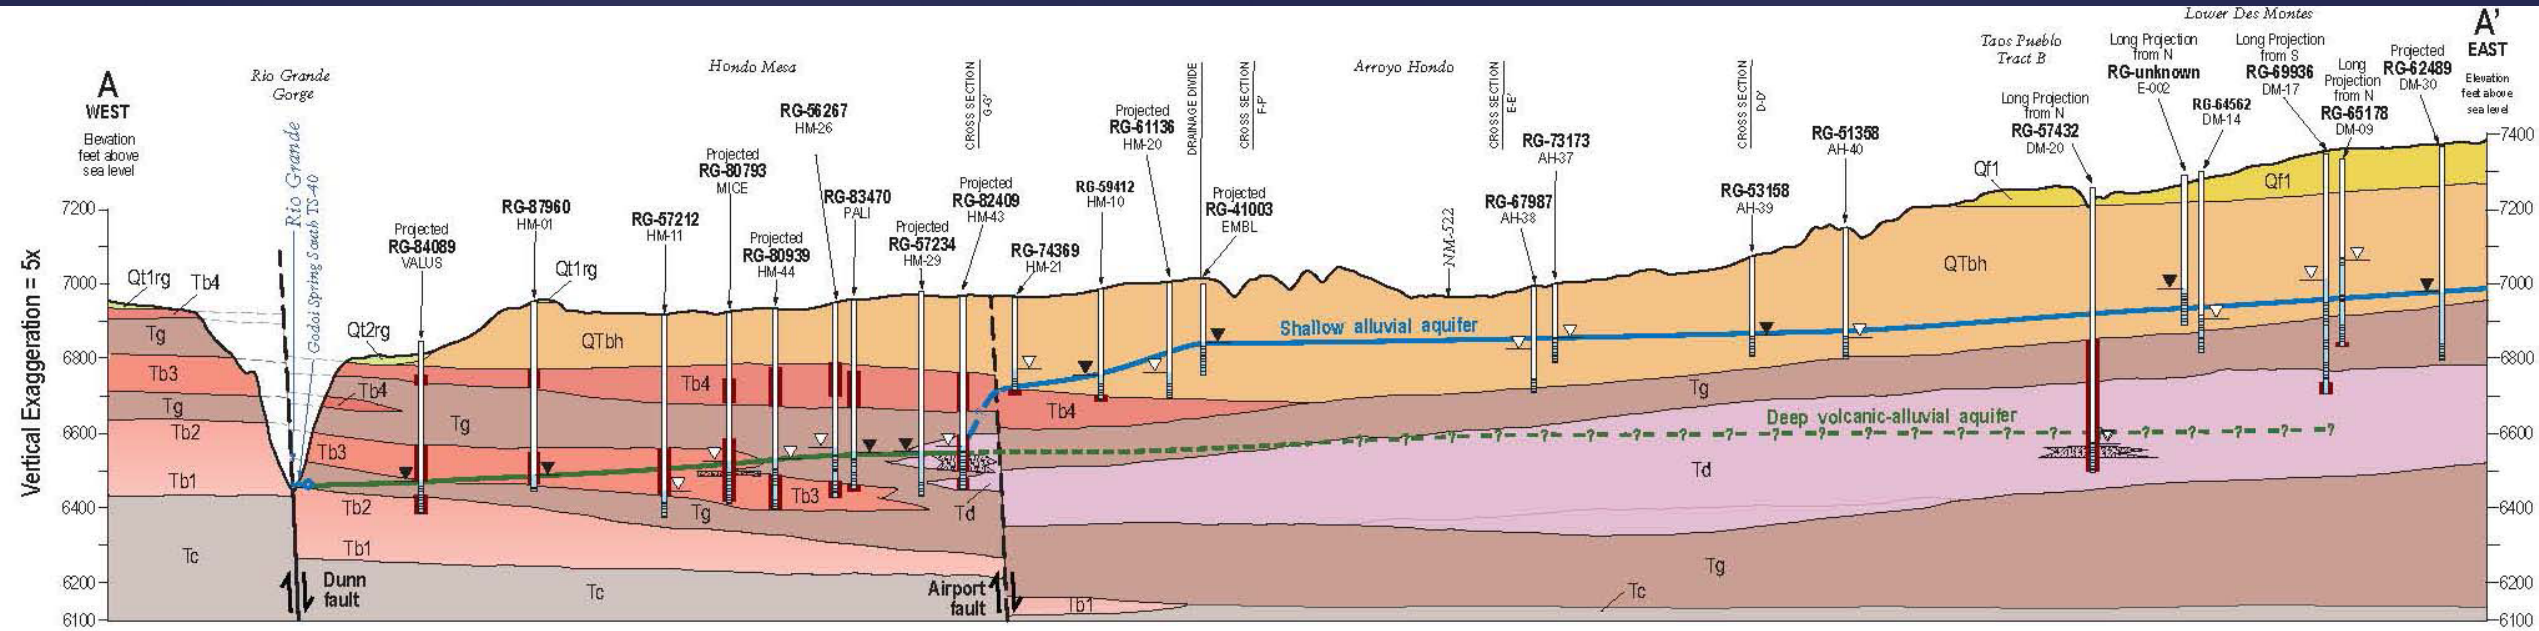 Lower Des Montes
A
WEST
Elevation
feet above
sea level
Rio Grande
Gorge
Rio Grande
Godoi Spring South TS-40
Hondo Mesa
Arroyo Hondo
Taos Pueblo
Tract B
A'
EAST
Elevation
feet above
sea level
Projected
RG-84089
VALUS
RG-87960
HM-01
RG-57212
HM-11
Projected
RG-80793
MICE
Projected
RG-80939
HM-44
RG-56267
HM-26
RG-83470
PALI
Projected
RG-57234
HM-29
Projected
RG-82409
HM-43
CROSS SECTION
G-G'
RG-74369
HM-21
RG-59412
HM-10
Projected
RG-61136
HM-20
DRAINAGE DIVIDE
Projected
RG-41003
EMBL
CROSS SECTION
F-F'
NM-522
CROSS SECTION
E-E'
RG-67987
AH-38
RG-73173
AH-37
CROSS SECTION
D-D'
RG-53158
AH-39
RG-51358
AH-40
Long Projection
from N
RG-57432
DM-20
Long Projection
from N
RG-unknown
E-002
RG-64562
DM-14
Long Projection
from S
RG-69936
DM-17
Long
Projection
from N
RG-65178
DM-09
Projected
RG-62489
DM-30
Vertical Exaggeration = 5x
7200
7000
6800
6600
6400
6200
6100
7400
7200
7000
6800
6600
6400
6200
6100
Qt1rg
Tb4
Tg
Tb3
Tg
Tb2
Tb1
Tc
Qt2rg
Qt1rg
QTbh
Tb4
Tb4
Tg
Tb3
Tb3
Tg
Td
Tb2
Tb1
Tc
Dunn
fault
Airport
fault
Shallow alluvial aquifer
Tb4
Tg
Deep volcanic-alluvial aquifer
? ? ? ? ? ? ? ? ? ? ? ? ? ? ? ? ? ? ? ? ? ?
Td
Tg
Tc
Tb1
QTbh
Qf1
Qf1